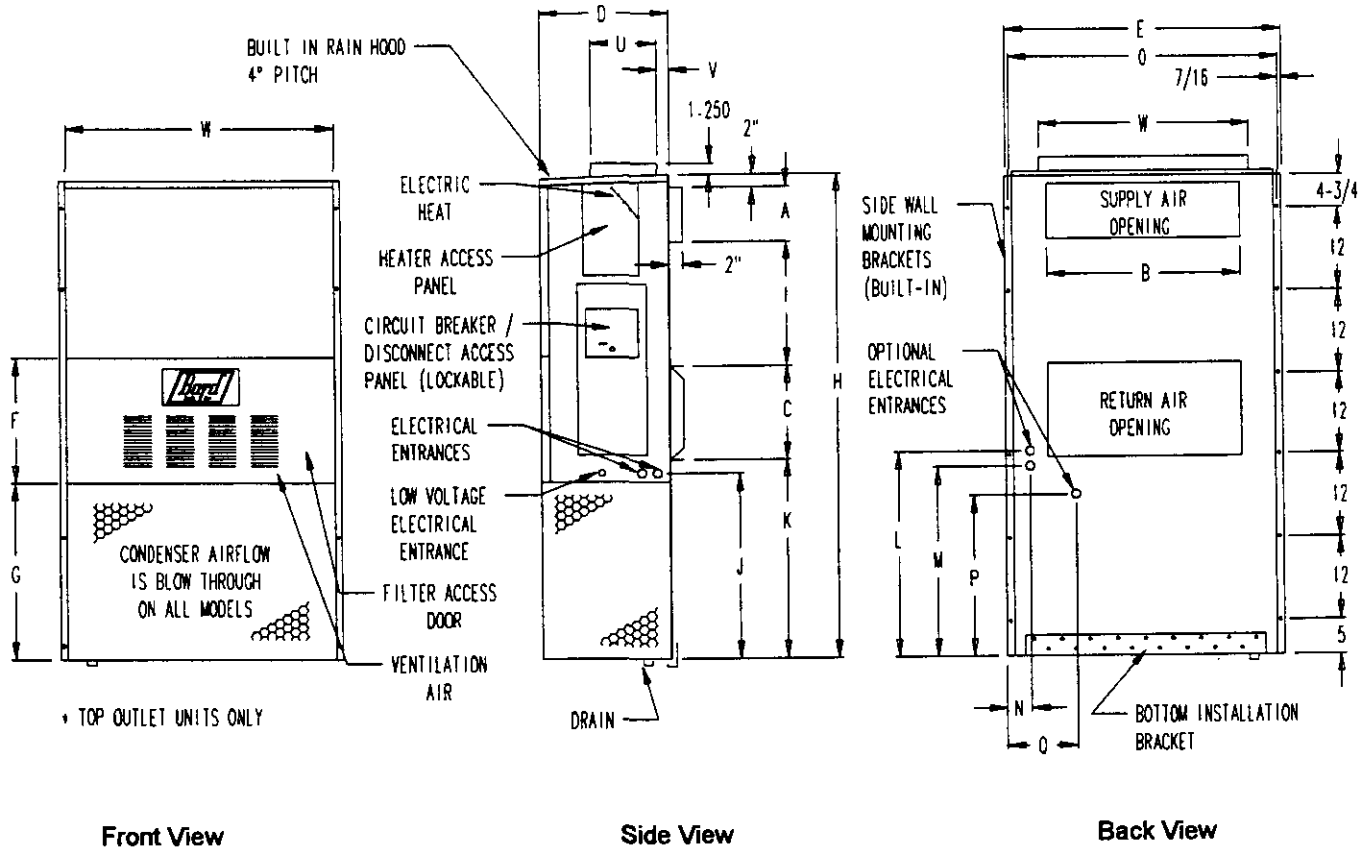 D
U
V
BUILT IN RAIN HOOD
4° PITCH
1.250
2"
E
O
7/16
W
W
ELECTRIC
HEAT
HEATER ACCESS
PANEL
CIRCUIT BREAKER /
DISCONNECT ACCESS
PANEL (LOCKABLE)
ELECTRICAL
ENTRANCES
LOW VOLTAGE
ELECTRICAL
ENTRANCE
FILTER ACCESS
DOOR
VENTILATION
AIR
Bard
F
G
CONDENSER AIRFLOW
IS BLOW THROUGH
ON ALL MODELS
* TOP OUTLET UNITS ONLY
A
2"
I
H
C
K
J
DRAIN
SIDE WALL
MOUNTING
BRACKETS
(BUILT-IN)
OPTIONAL
ELECTRICAL
ENTRANCES
SUPPLY AIR
OPENING
B
RETURN AIR
OPENING
4-3/4
12
12
12
12
12
5
L
M
P
N
Q
BOTTOM INSTALLATION
BRACKET
Front View
Side View
Back View